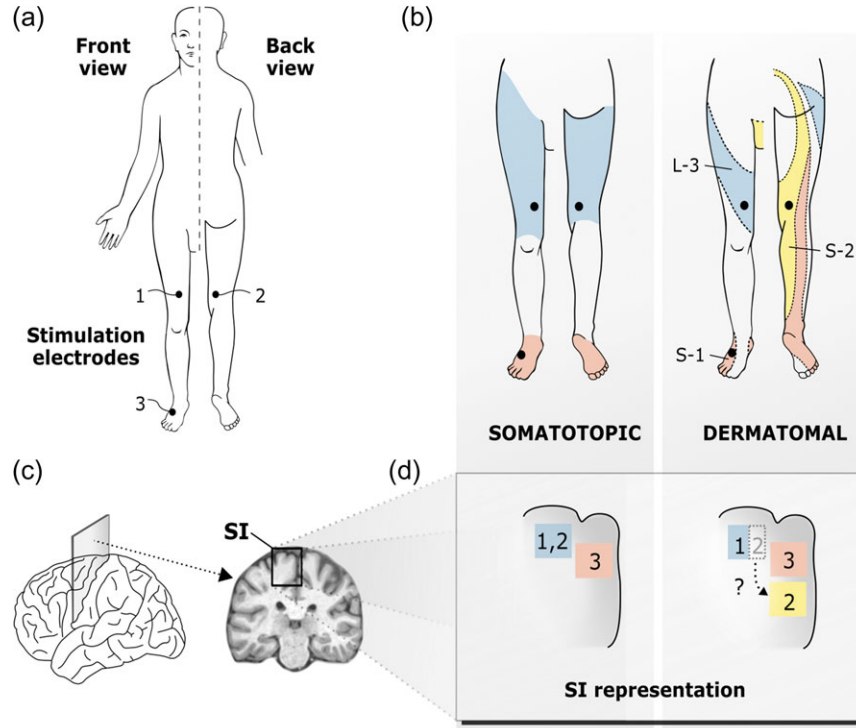 (a)
Front
view
Back
view
1
2
Stimulation
electrodes
3
(b)
L-3
S-2
S-1
SOMATOTOPIC
DERMATOMAL
(c)
SI
(d)
1,2
3
1
2
3
?
2
SI representation